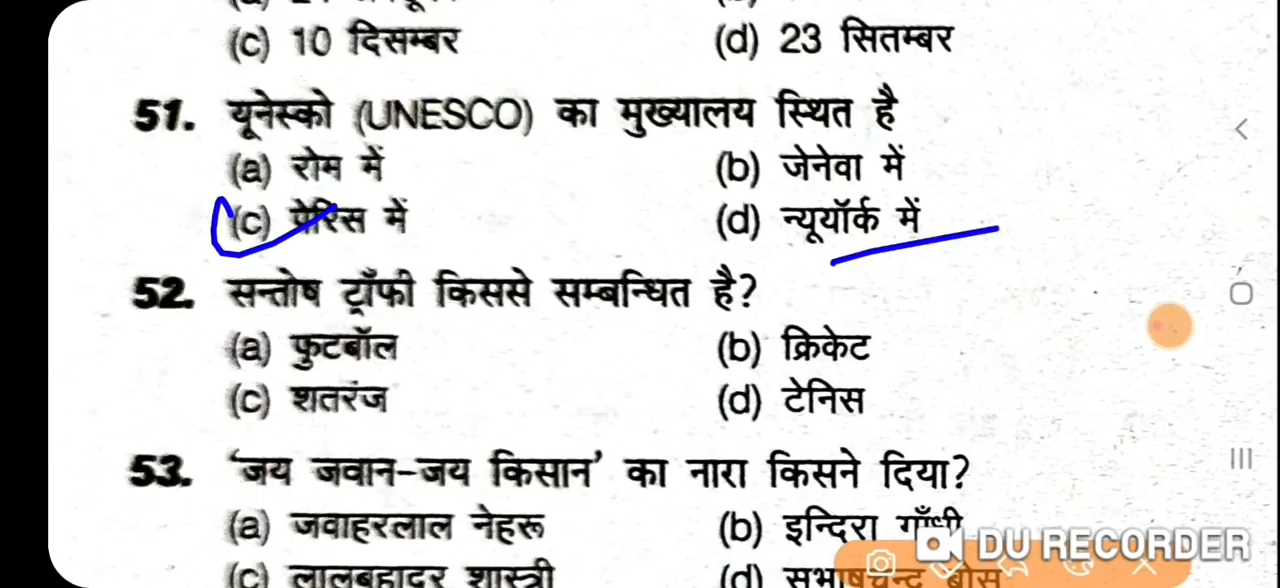 (c) 10 दिसम्बर (d) 23 सितम्बर
51. यूनेस्को (UNESCO) का मुख्यालय स्थित है
(a) रोम में (b) जेनेवा में
(c) पेरिस में (d) न्यूयॉर्क में
52. सन्तोष ट्रॉफी किससे सम्बन्धित है?
(a) फुटबॉल (b) क्रिकेट
(c) शतरंज (d) टेनिस
53. 'जय जवान-जय किसान' का नारा किसने दिया?
(a) जवाहरलाल नेहरू (b) इन्दिरा गाँधी
DU RECORDER
(c) लालबहादुर शास्त्री (d) सुभाषचन्द्र बोस